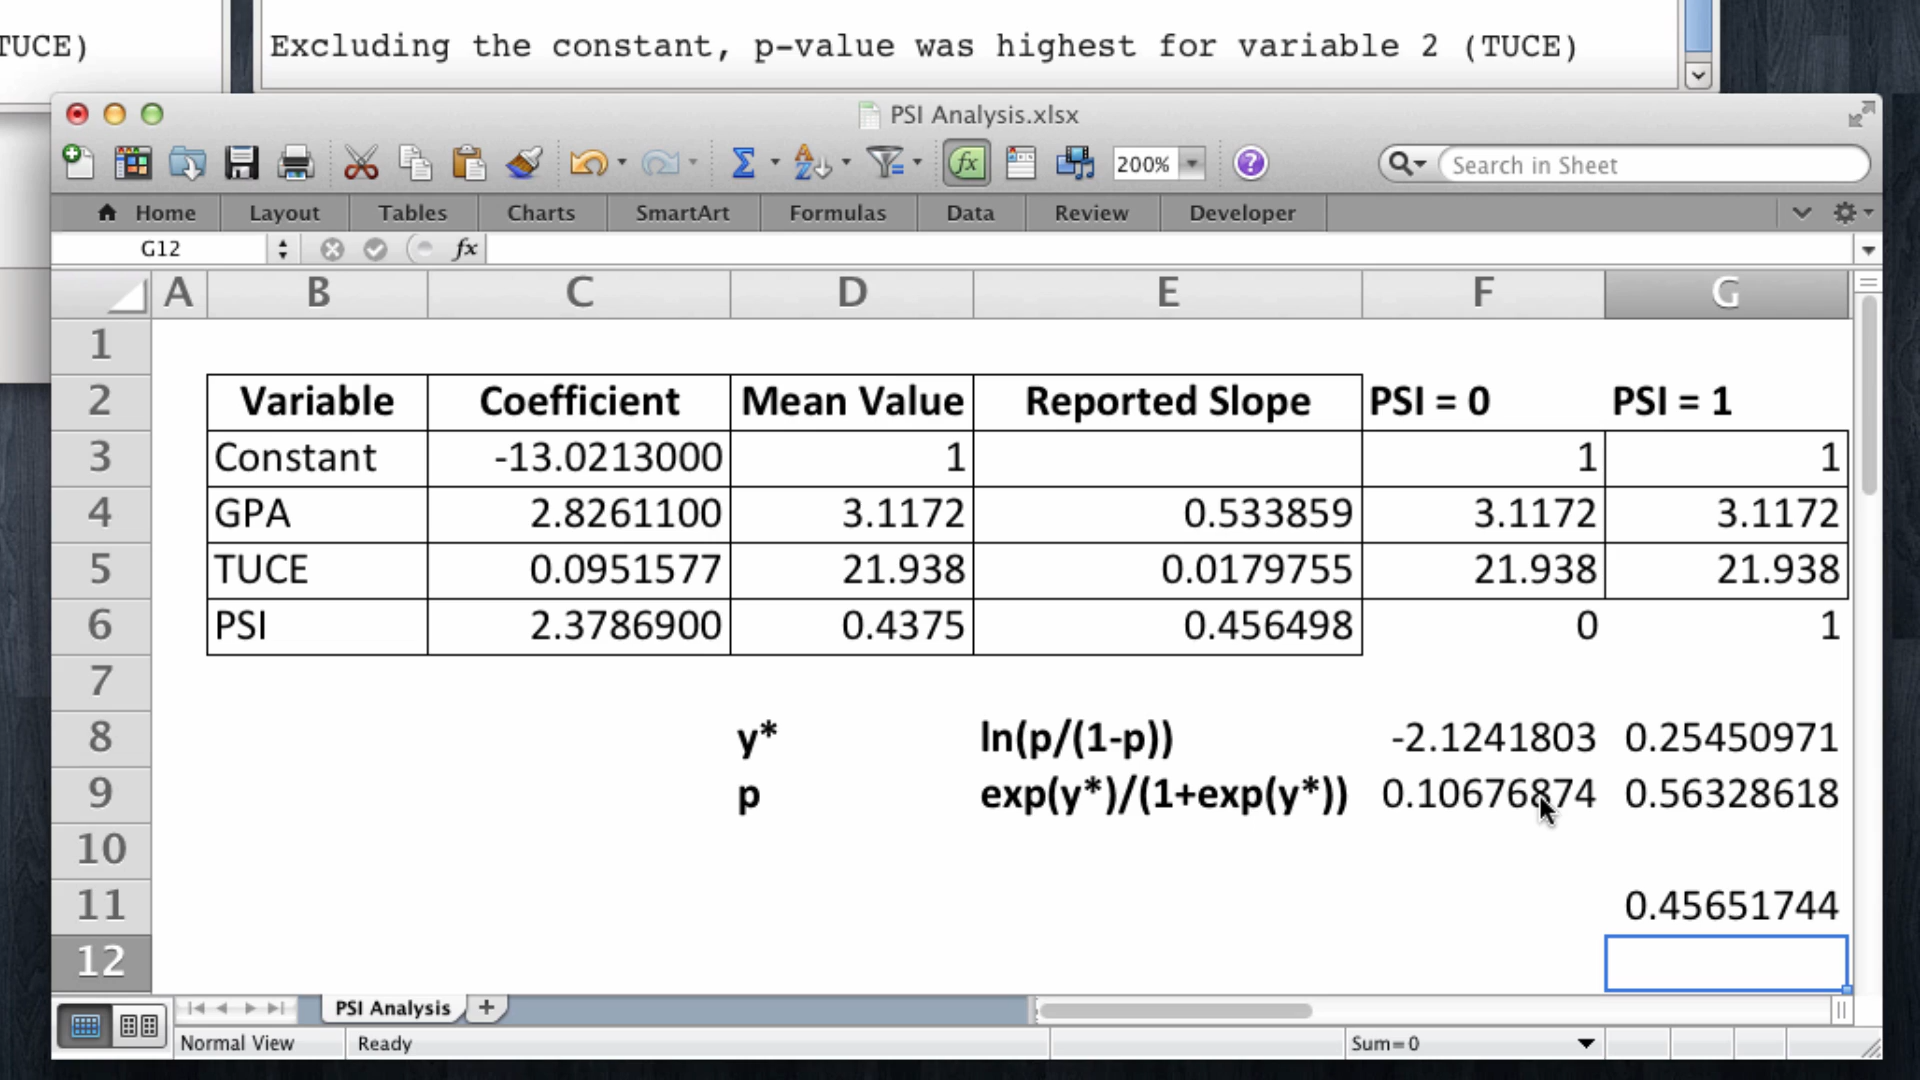 TUCE)
Excluding the constant, p-value was highest for variable 2 (TUCE)
PSI Analysis.xlsx
200%
Search in Sheet
Home Layout Tables Charts SmartArt Formulas Data Review Developer
G12 fx
A B C D E F G
1
2 Variable Coefficient Mean Value Reported Slope PSI = 0 PSI = 1
3 Constant -13.0213000 1 1 1
4 GPA 2.8261100 3.1172 0.533859 3.1172 3.1172
5 TUCE 0.0951577 21.938 0.0179755 21.938 21.938
6 PSI 2.3786900 0.4375 0.456498 0 1
7
8 y* ln(p/(1-p)) -2.1241803 0.25450971
9 p exp(y*)/(1+exp(y*)) 0.10676874 0.56328618
10
11 0.45651744
12
PSI Analysis
Normal View Ready Sum=0